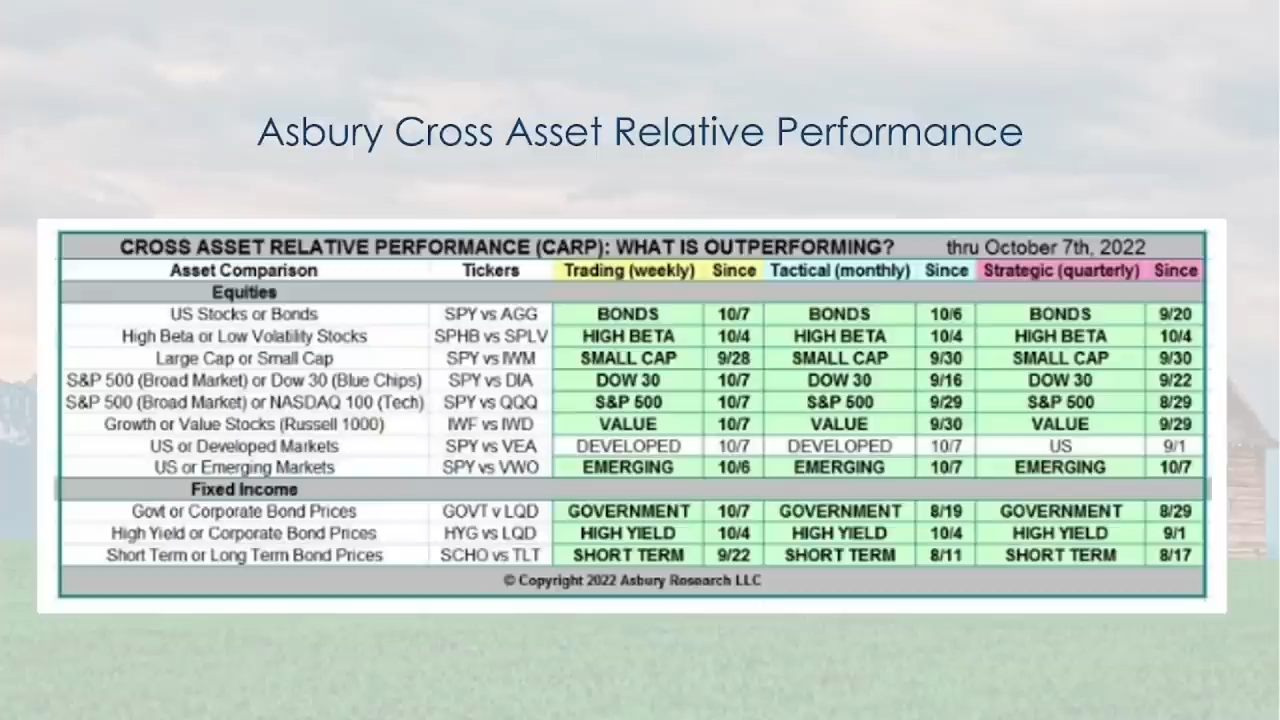 Asbury Cross Asset Relative Performance
CROSS ASSET RELATIVE PERFORMANCE (CARP): WHAT IS OUTPERFORMING? thru October 7th, 2022
Asset Comparison Tickers Trading (weekly) Since Tactical (monthly) Since Strategic (quarterly) Since
Equities
US Stocks or Bonds SPY vs AGG BONDS 10/7 BONDS 10/6 BONDS 9/20
High Beta or Low Volatility Stocks SPHB vs SPLV HIGH BETA 10/4 HIGH BETA 10/4 HIGH BETA 10/4
Large Cap or Small Cap SPY vs IWM SMALL CAP 9/28 SMALL CAP 9/30 SMALL CAP 9/30
S&P 500 (Broad Market) or Dow 30 (Blue Chips) SPY vs DIA DOW 30 10/7 DOW 30 9/16 DOW 30 9/22
S&P 500 (Broad Market) or NASDAQ 100 (Tech) SPY vs QQQ S&P 500 10/7 S&P 500 9/29 S&P 500 8/29
Growth or Value Stocks (Russell 1000) IWF vs IWD VALUE 10/7 VALUE 9/30 VALUE 9/29
US or Developed Markets SPY vs VEA DEVELOPED 10/7 DEVELOPED 10/7 US 9/1
US or Emerging Markets SPY vs VWO EMERGING 10/6 EMERGING 10/7 EMERGING 10/7
Fixed Income
Govt or Corporate Bond Prices GOVT v LQD GOVERNMENT 10/7 GOVERNMENT 8/19 GOVERNMENT 8/29
High Yield or Corporate Bond Prices HYG vs LQD HIGH YIELD 10/4 HIGH YIELD 10/4 HIGH YIELD 9/1
Short Term or Long Term Bond Prices SCHO vs TLT SHORT TERM 9/22 SHORT TERM 8/11 SHORT TERM 8/17
© Copyright 2022 Asbury Research LLC